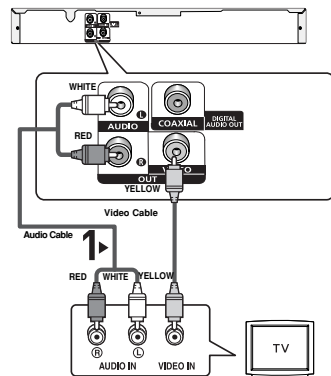 WHITE
L
AUDIO
COAXIAL
DIGITAL
AUDIO OUT
RED
R
VIDEO
OUT
YELLOW
Video Cable
Audio Cable
1
RED WHITE YELLOW
R L
AUDIO IN VIDEO IN
TV